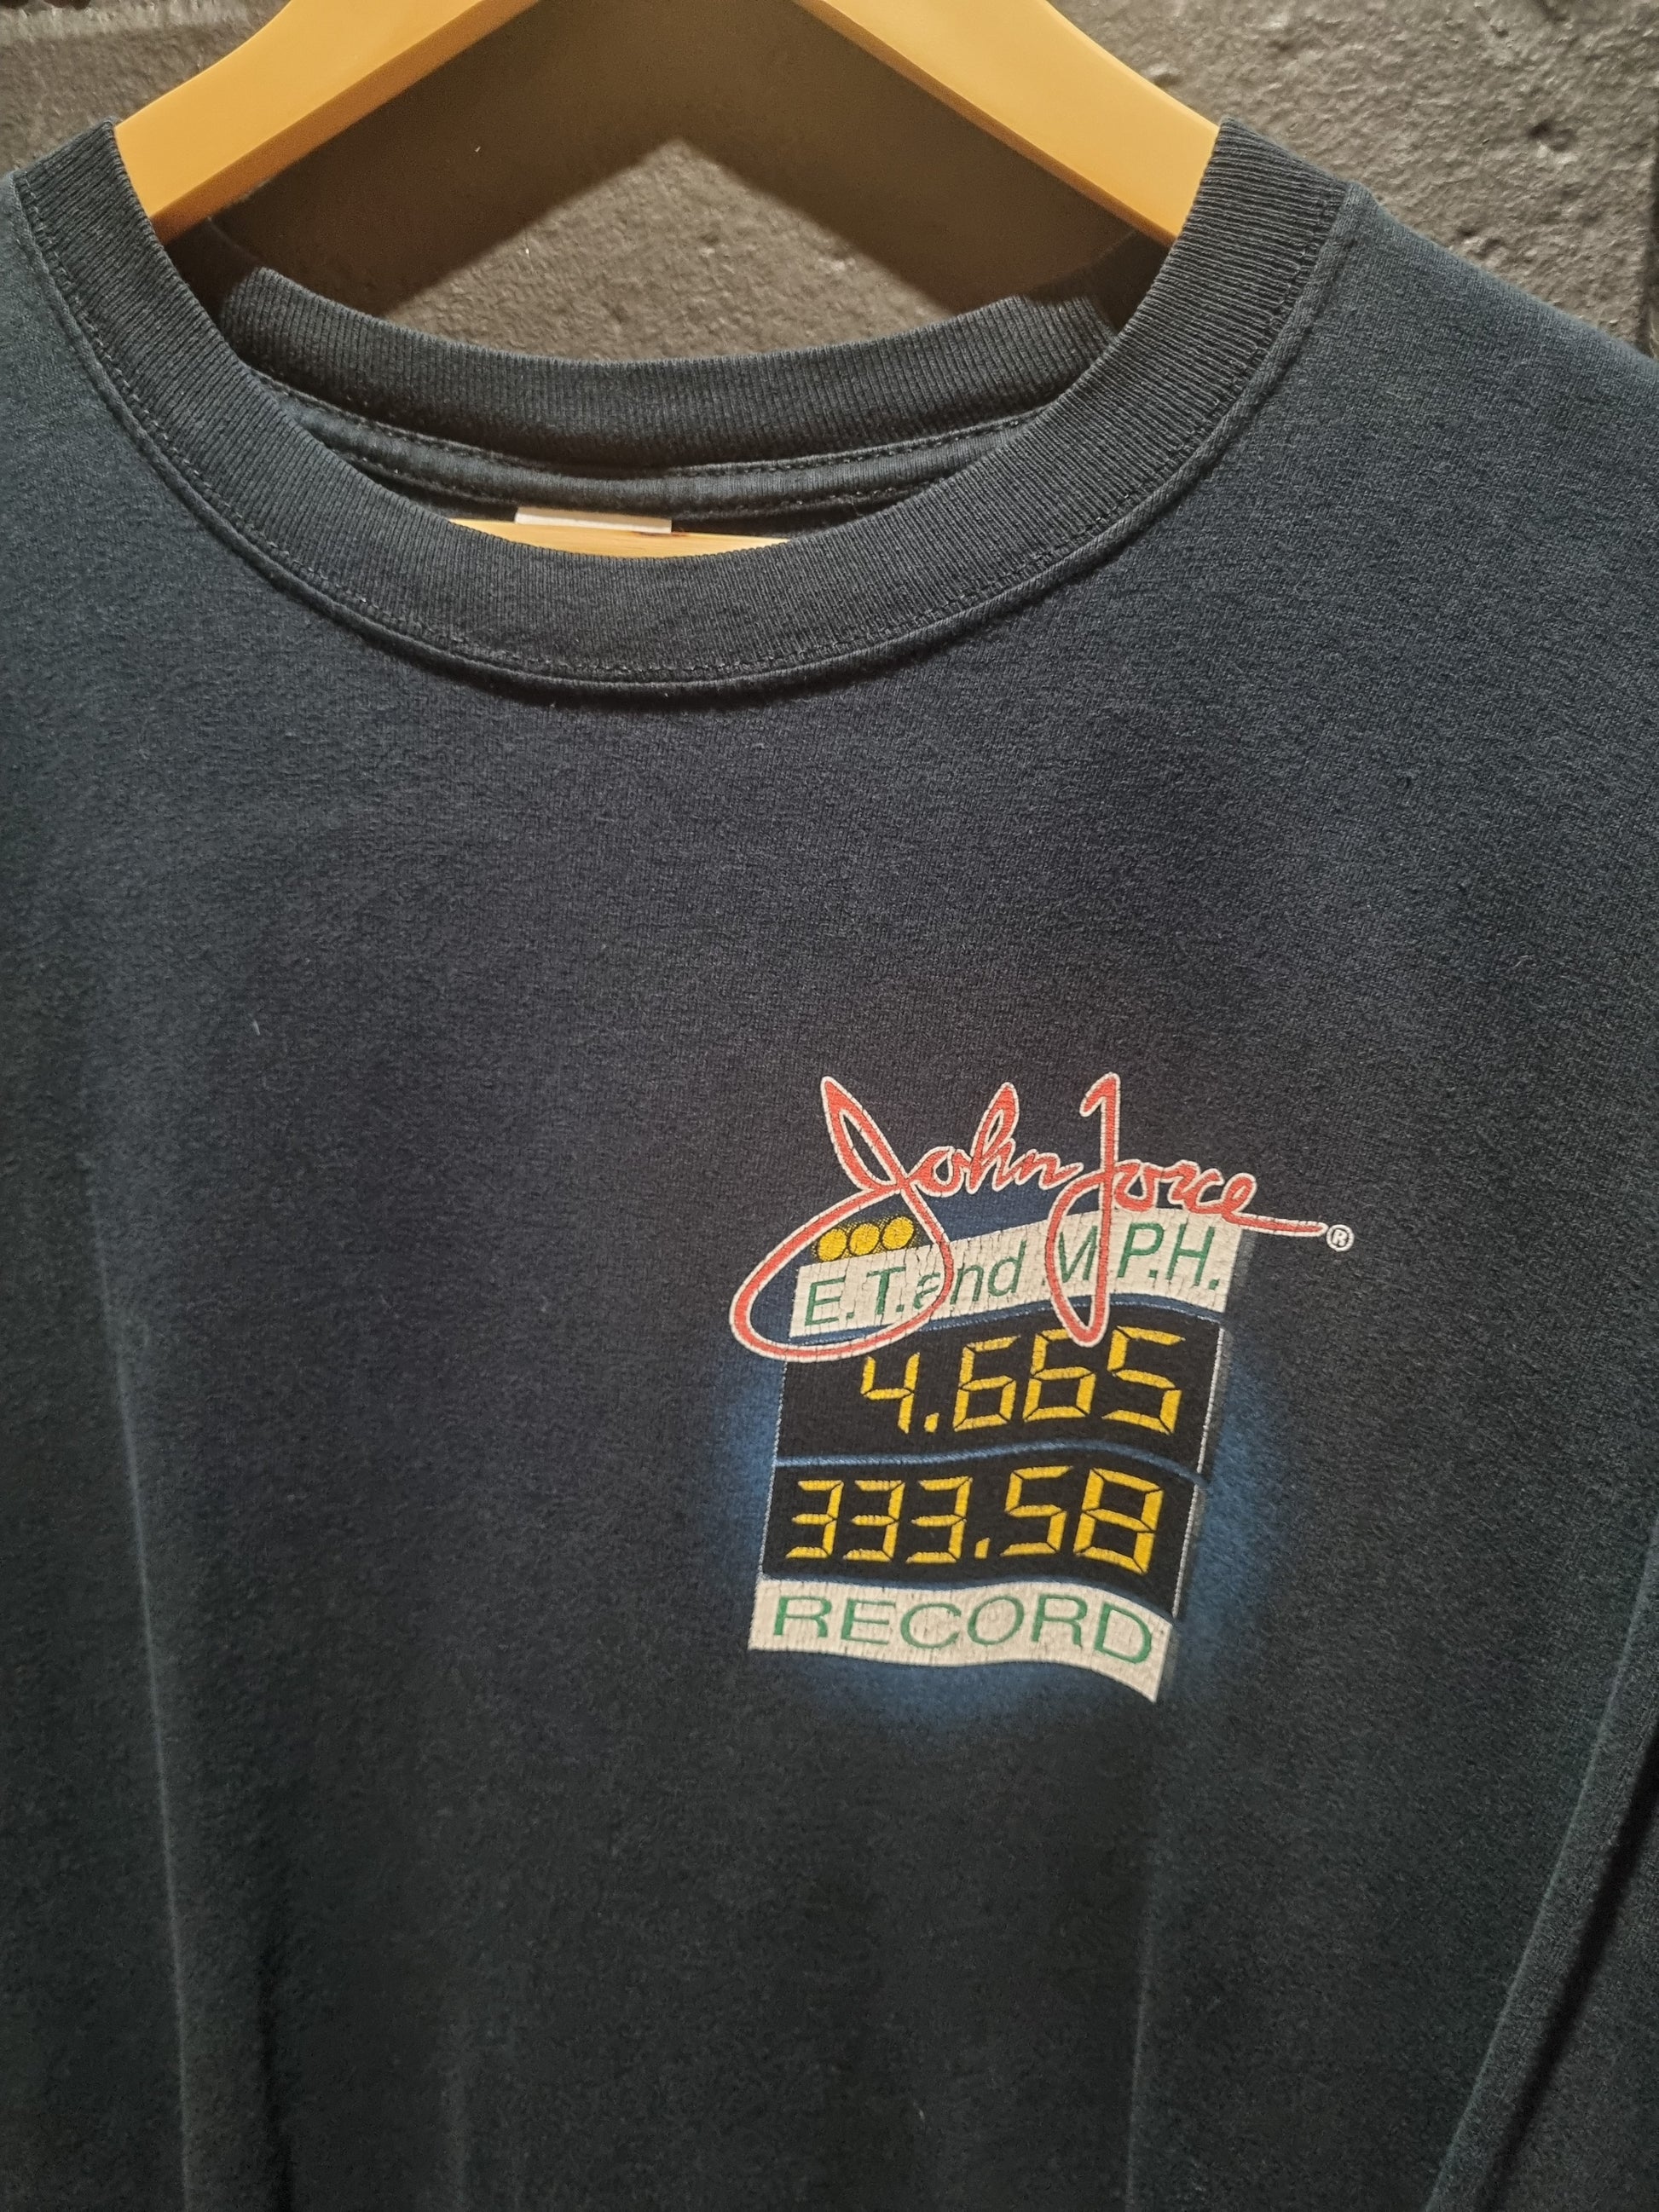 John Force®
E.T. and M.P.H.
4.665
333.58
RECORD